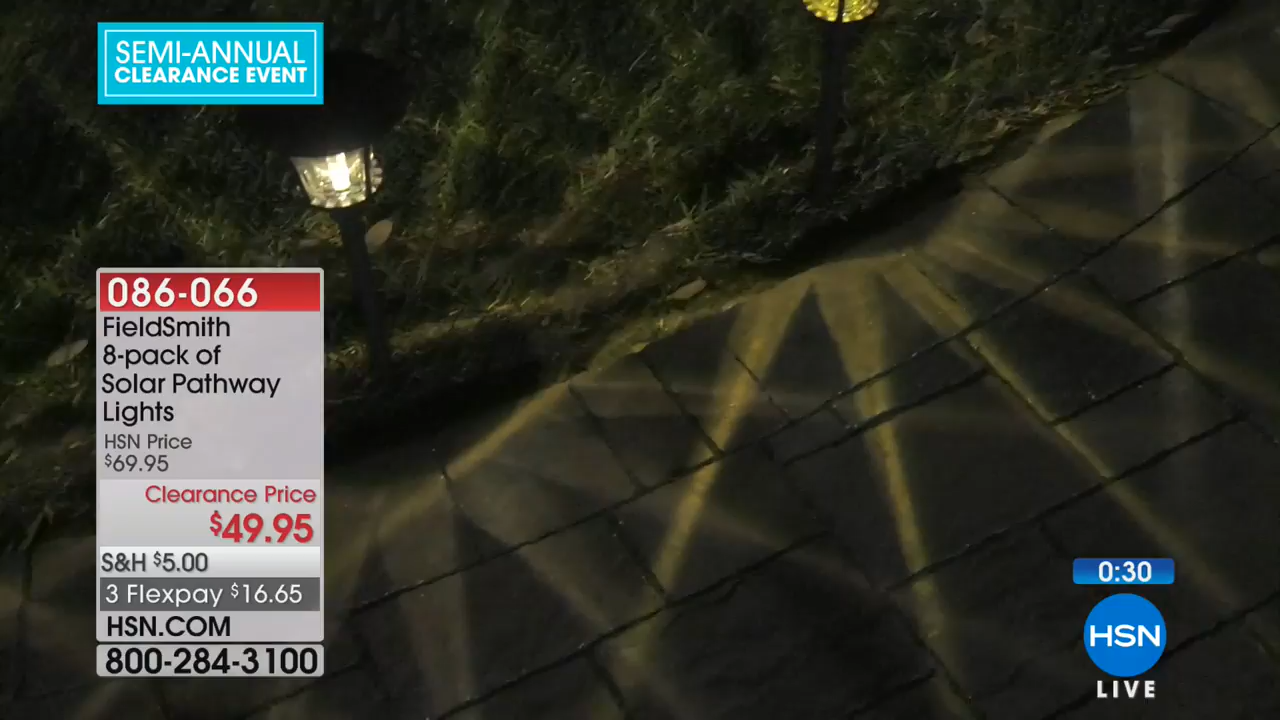 SEMI-ANNUAL
CLEARANCE EVENT
086-066
FieldSmith
8-pack of
Solar Pathway
Lights
HSN Price
$69.95
Clearance Price
$49.95
S&H $5.00
3 Flexpay $16.65
HSN.COM
800-284-3100
0:30
HSN
LIVE